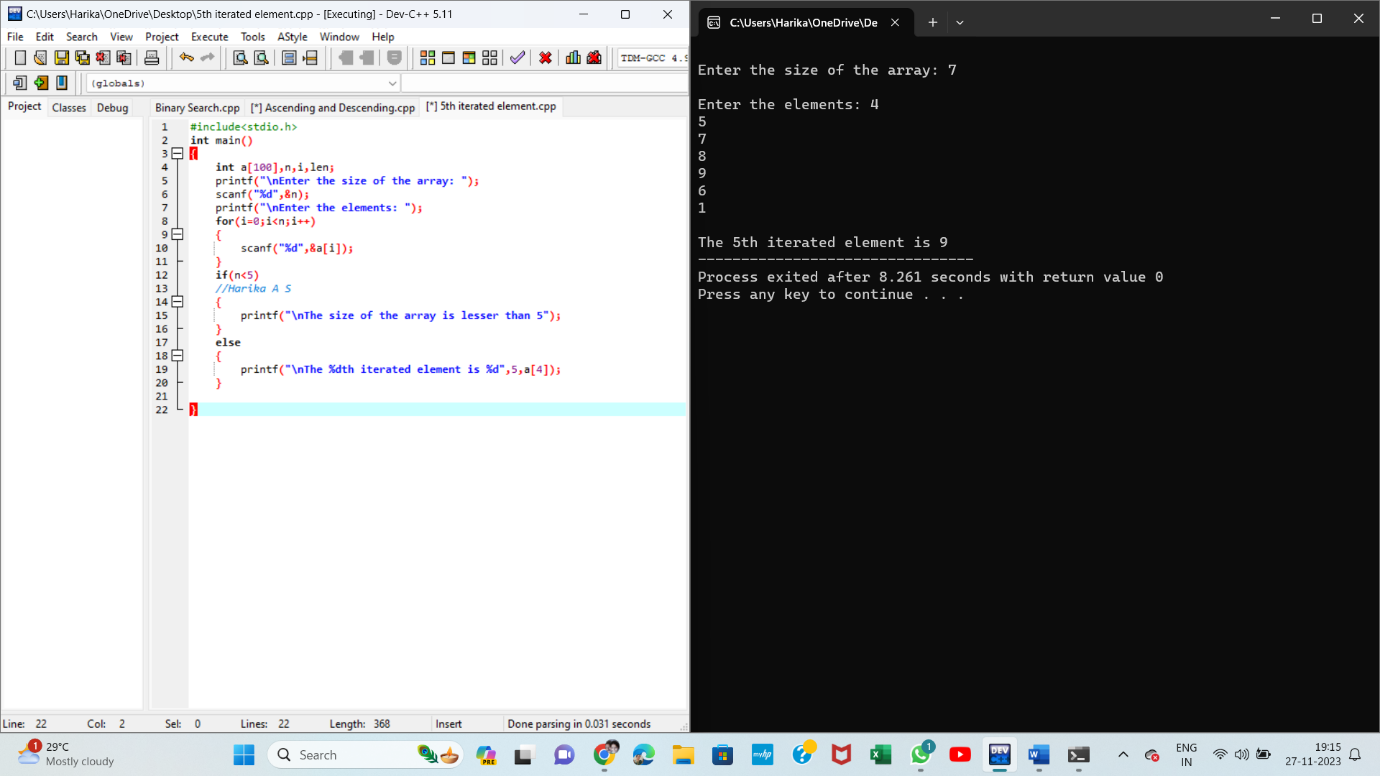 C:\Users\Harika\OneDrive\Desktop\5th iterated element.cpp - [Executing] - Dev-C++ 5.11
File Edit Search View Project Execute Tools AStyle Window Help
TDM-GCC 4.9
(globals)
Project Classes Debug
Binary Search.cpp [*] Ascending and Descending.cpp [*] 5th iterated element.cpp
1 #include<stdio.h>
2 int main()
3 {
4 int a[100],n,i,len;
5 printf("\nEnter the size of the array: ");
6 scanf("%d",&n);
7 printf("\nEnter the elements: ");
8 for(i=0;i<n;i++)
9 {
10 scanf("%d",&a[i]);
11 }
12 if(n<5)
13 //Harika A S
14 {
15 printf("\nThe size of the array is lesser than 5");
16 }
17 else
18 {
19 printf("\nThe %dth iterated element is %d",5,a[4]);
20 }
21
22 }
Line: 22 Col: 2 Sel: 0 Lines: 22 Length: 368 Insert Done parsing in 0.031 seconds
C:\Users\Harika\OneDrive\De
Enter the size of the array: 7
Enter the elements: 4
5
7
8
9
6
1
The 5th iterated element is 9
--------------------------------
Process exited after 8.261 seconds with return value 0
Press any key to continue . . .
1
29°C
Mostly cloudy
Search
PRE
myhp
1
DEV
ENG
IN
19:15
27-11-2023